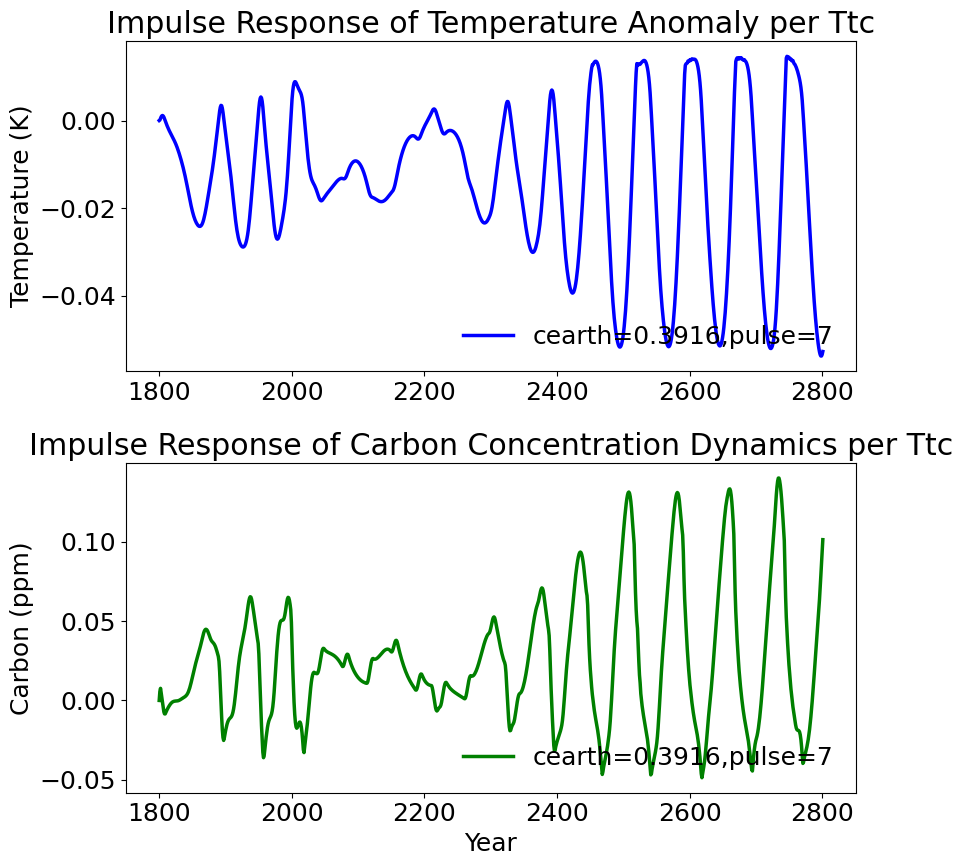 Impulse Response of Temperature Anomaly per Ttc
Temperature (K)
0.00
−0.02
−0.04
cearth=0.3916,pulse=7
1800 2000 2200 2400 2600 2800
Impulse Response of Carbon Concentration Dynamics per Ttc
Carbon (ppm)
0.10
0.05
0.00
−0.05
cearth=0.3916,pulse=7
1800 2000 2200 2400 2600 2800
Year